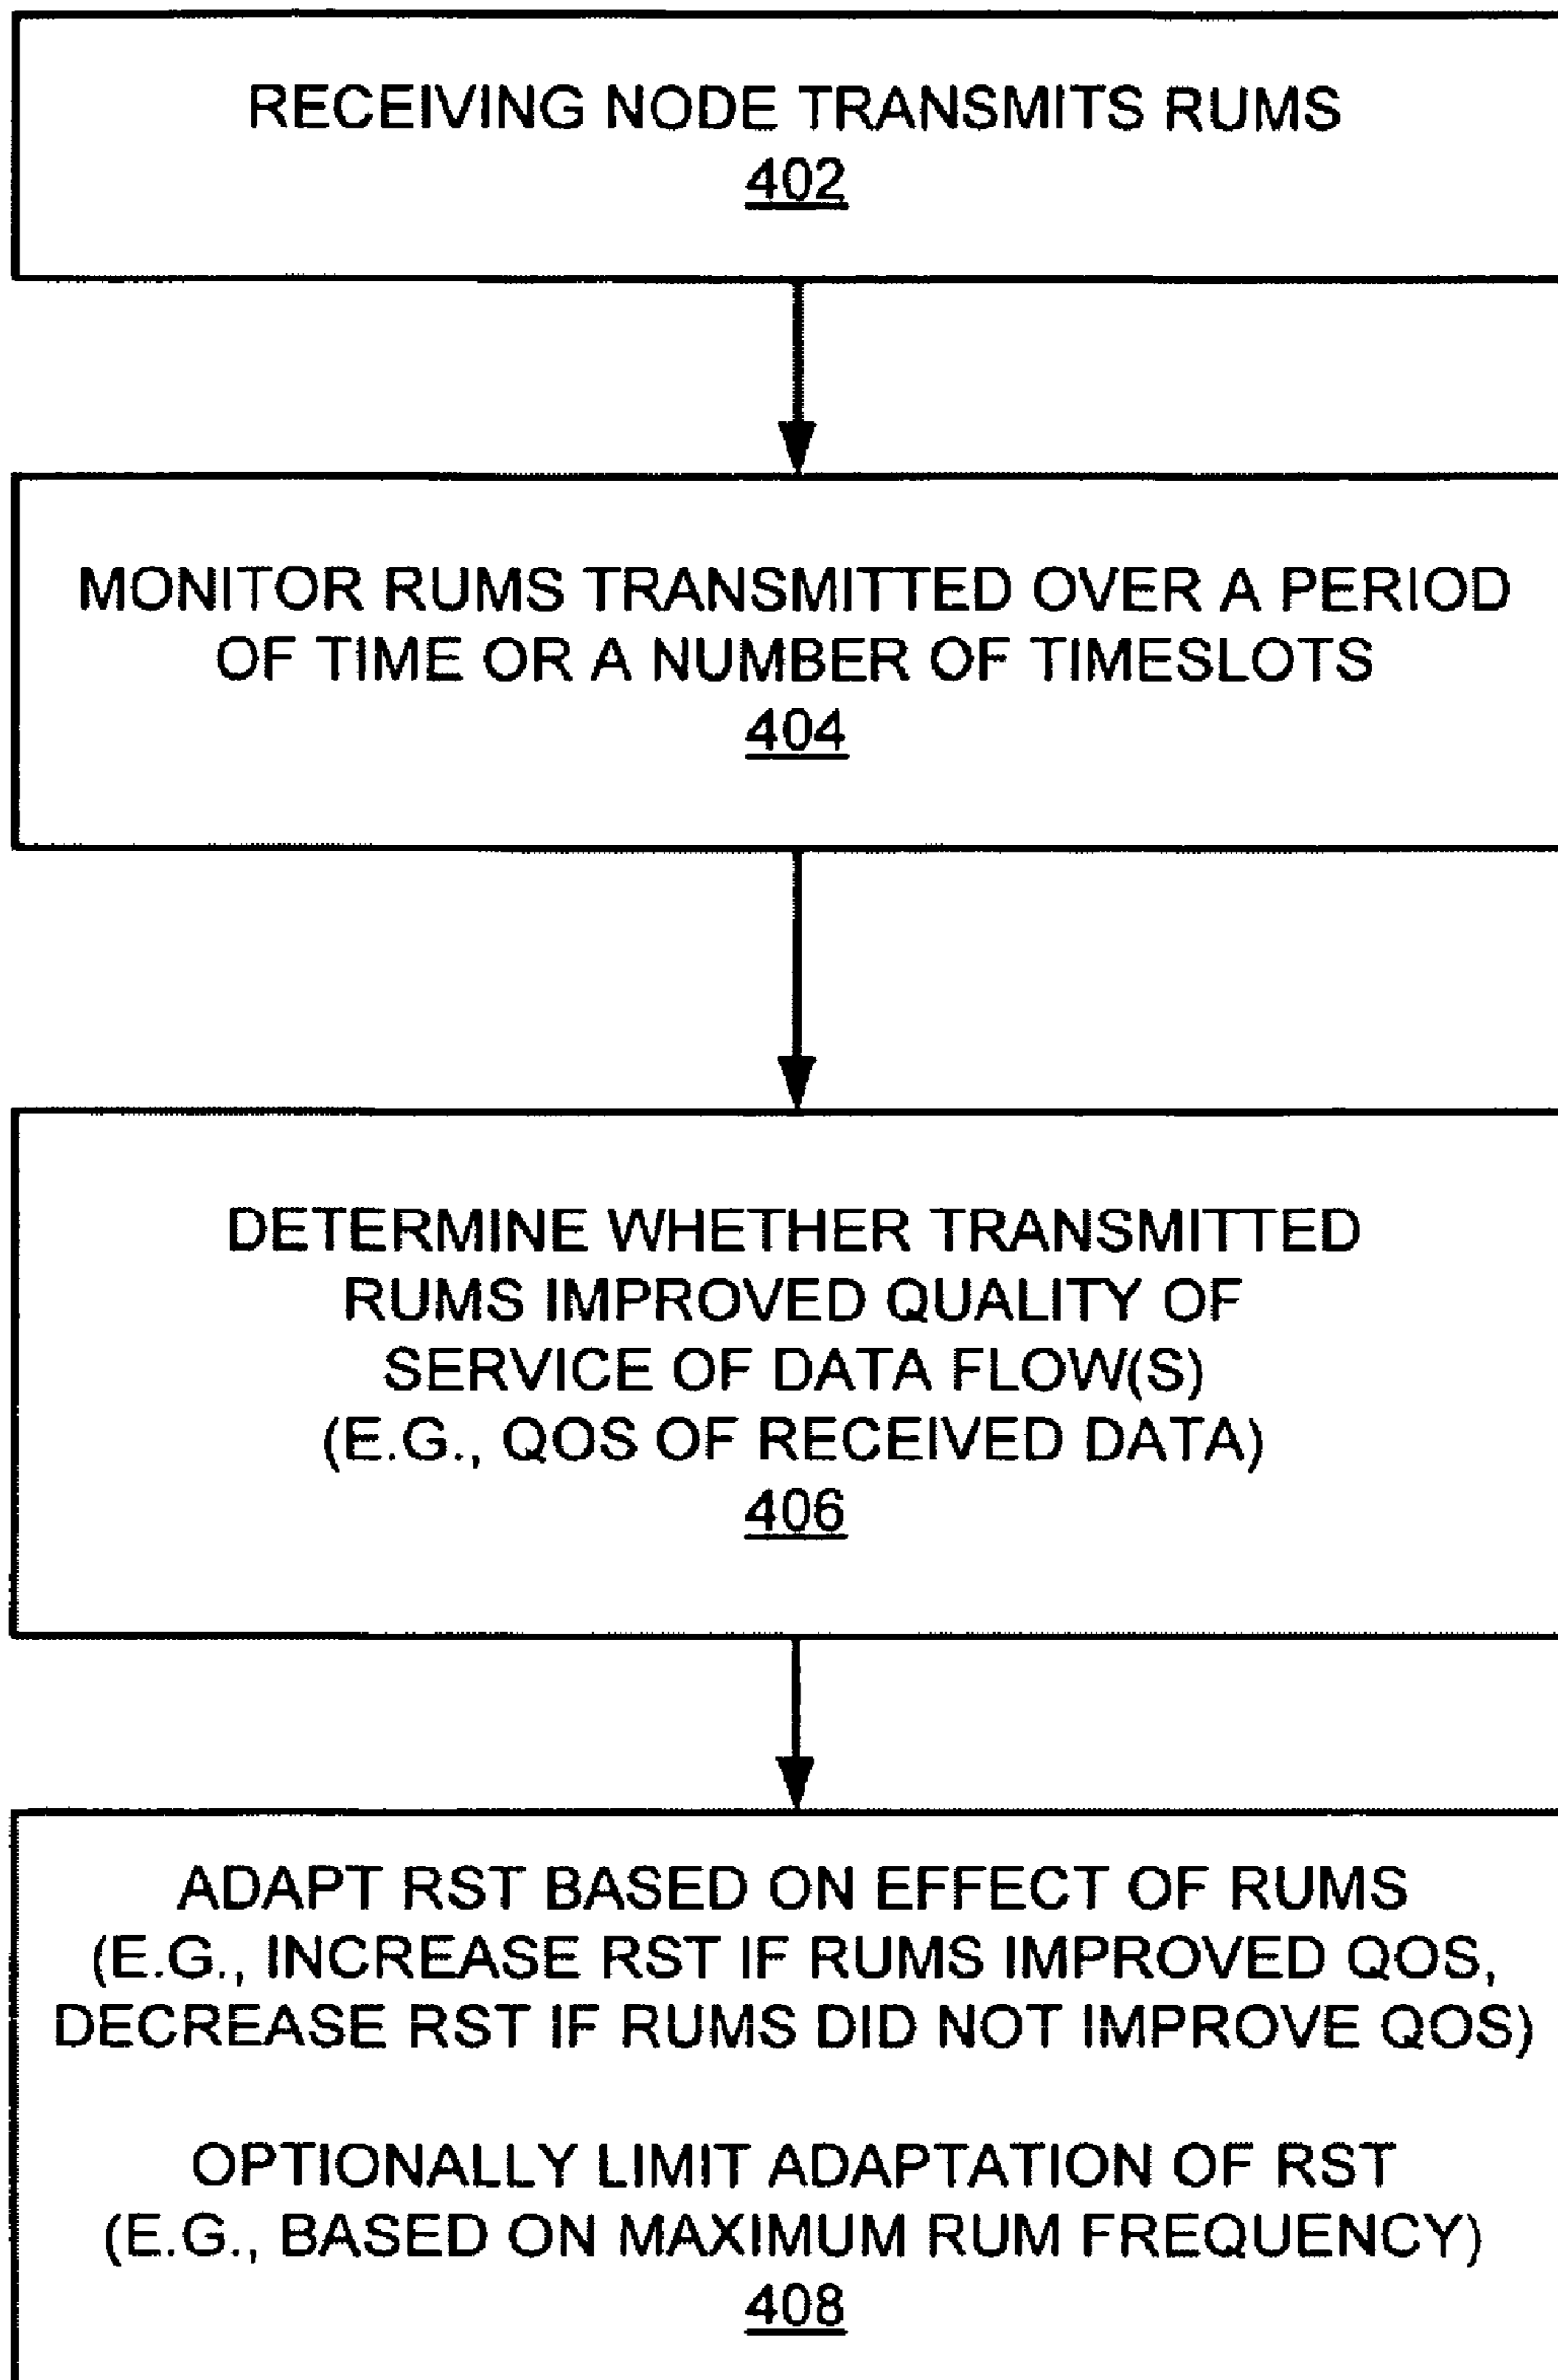 RECEIVING NODE TRANSMITS RUMS
402
MONITOR RUMS TRANSMITTED OVER A PERIOD
OF TIME OR A NUMBER OF TIMESLOTS
404
DETERMINE WHETHER TRANSMITTED
RUMS IMPROVED QUALITY OF
SERVICE OF DATA FLOW(S)
(E.G., QOS OF RECEIVED DATA)
406
ADAPT RST BASED ON EFFECT OF RUMS
(E.G., INCREASE RST IF RUMS IMPROVED QOS,
DECREASE RST IF RUMS DID NOT IMPROVE QOS)
OPTIONALLY LIMIT ADAPTATION OF RST
(E.G., BASED ON MAXIMUM RUM FREQUENCY)
408